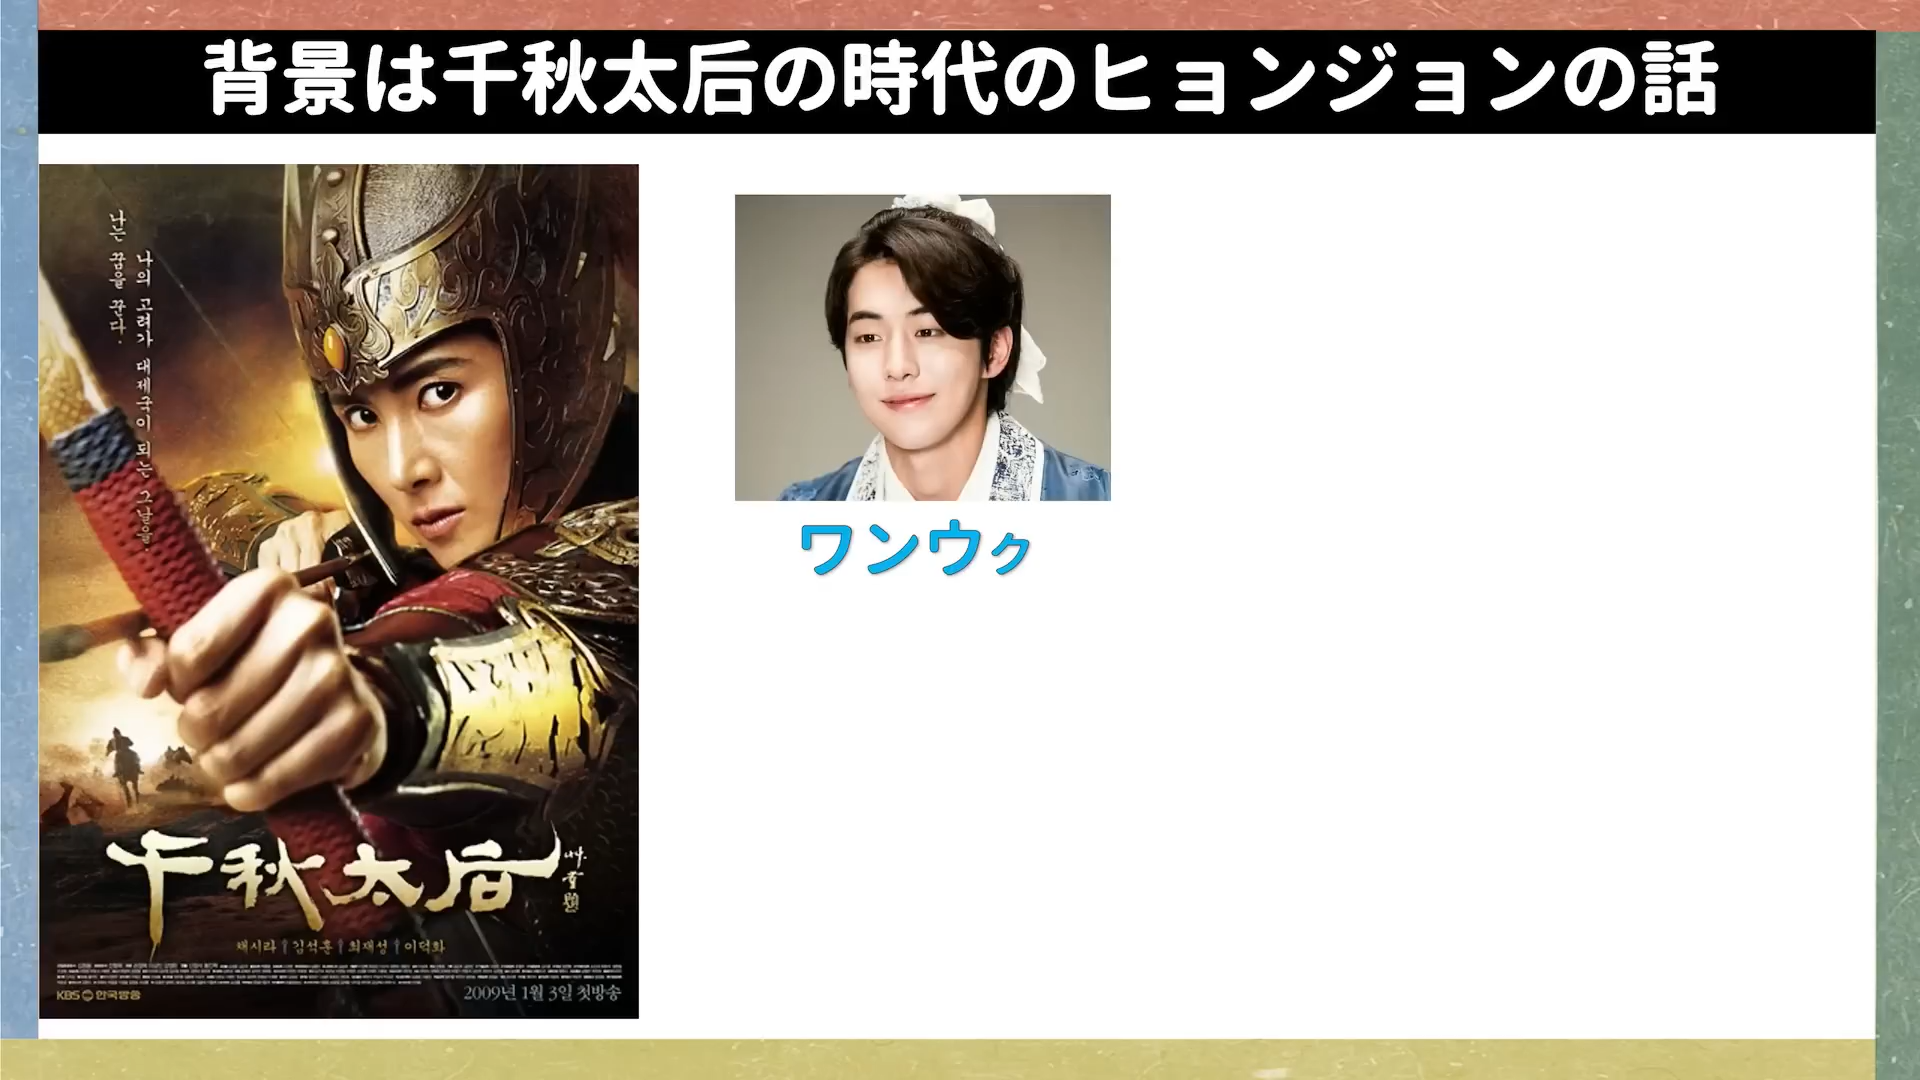 背景は千秋太后の時代のヒョンジョンの話
난는 꿈을 꾼다.
나의 고려가 대제국이 되는 그날을.
ワンウク
千秋太后
채시라 김석훈 최재성 이덕화
KBS 한국방송
2009년 1월 3일 첫방송